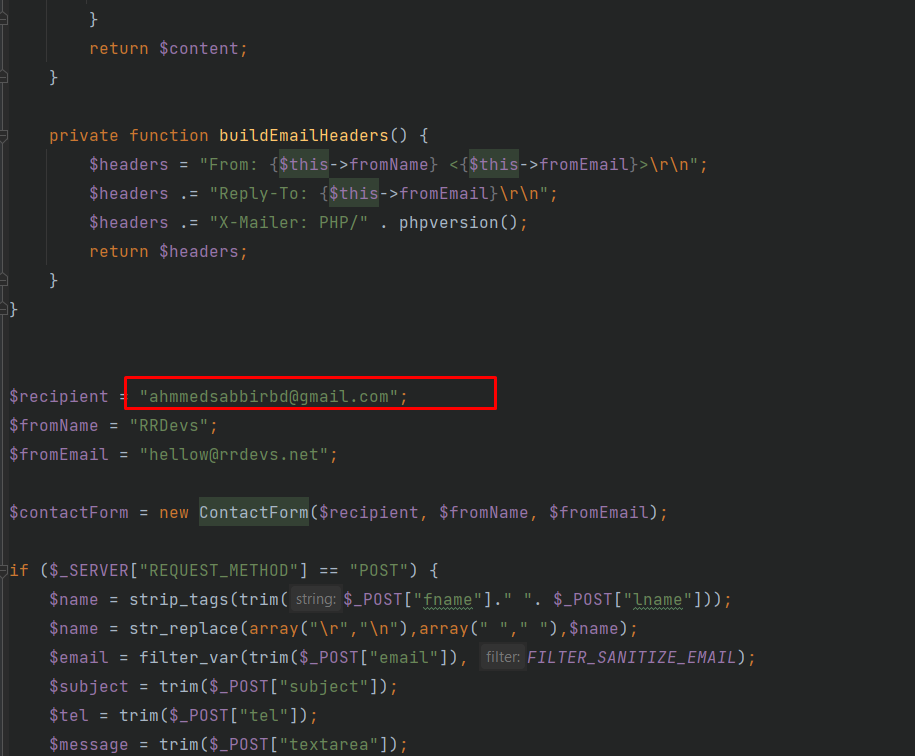 }
return $content;
}
private function buildEmailHeaders() {
$headers = "From: {$this->fromName} <{$this->fromEmail}>\r\n";
$headers .= "Reply-To: {$this->fromEmail}\r\n";
$headers .= "X-Mailer: PHP/" . phpversion();
return $headers;
}
}
$recipient = "ahmmedsabbirbd@gmail.com";
$fromName = "RRDevs";
$fromEmail = "hellow@rrdevs.net";
$contactForm = new ContactForm($recipient, $fromName, $fromEmail);
if ($_SERVER["REQUEST_METHOD"] == "POST") {
$name = strip_tags(trim( string: $_POST["fname"]." ". $_POST["lname"]));
$name = str_replace(array("\r","\n"),array(" "," "),$name);
$email = filter_var(trim($_POST["email"]), filter: FILTER_SANITIZE_EMAIL);
$subject = trim($_POST["subject"]);
$tel = trim($_POST["tel"]);
$message = trim($_POST["textarea"]);